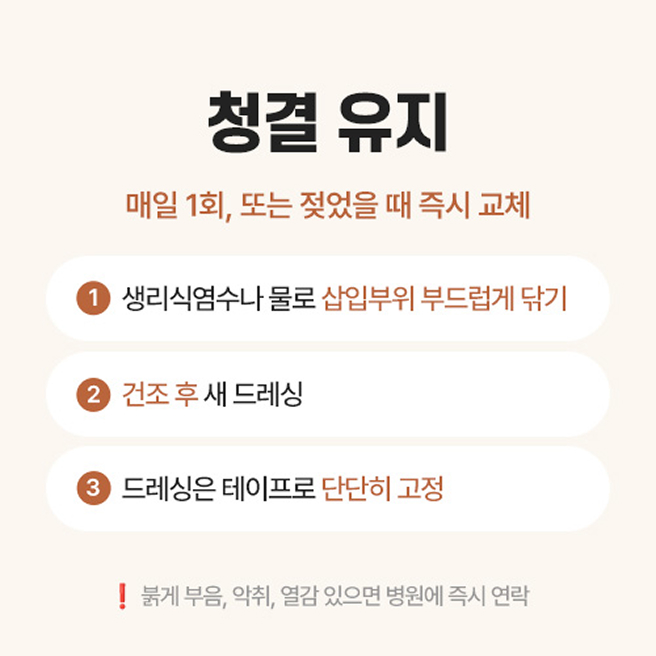 청결 유지
매일 1회, 또는 젖었을 때 즉시 교체
1 생리식염수나 물로 삽입부위 부드럽게 닦기
2 건조 후 새 드레싱
3 드레싱은 테이프로 단단히 고정
❗ 붉게 부음, 악취, 열감 있으면 병원에 즉시 연락